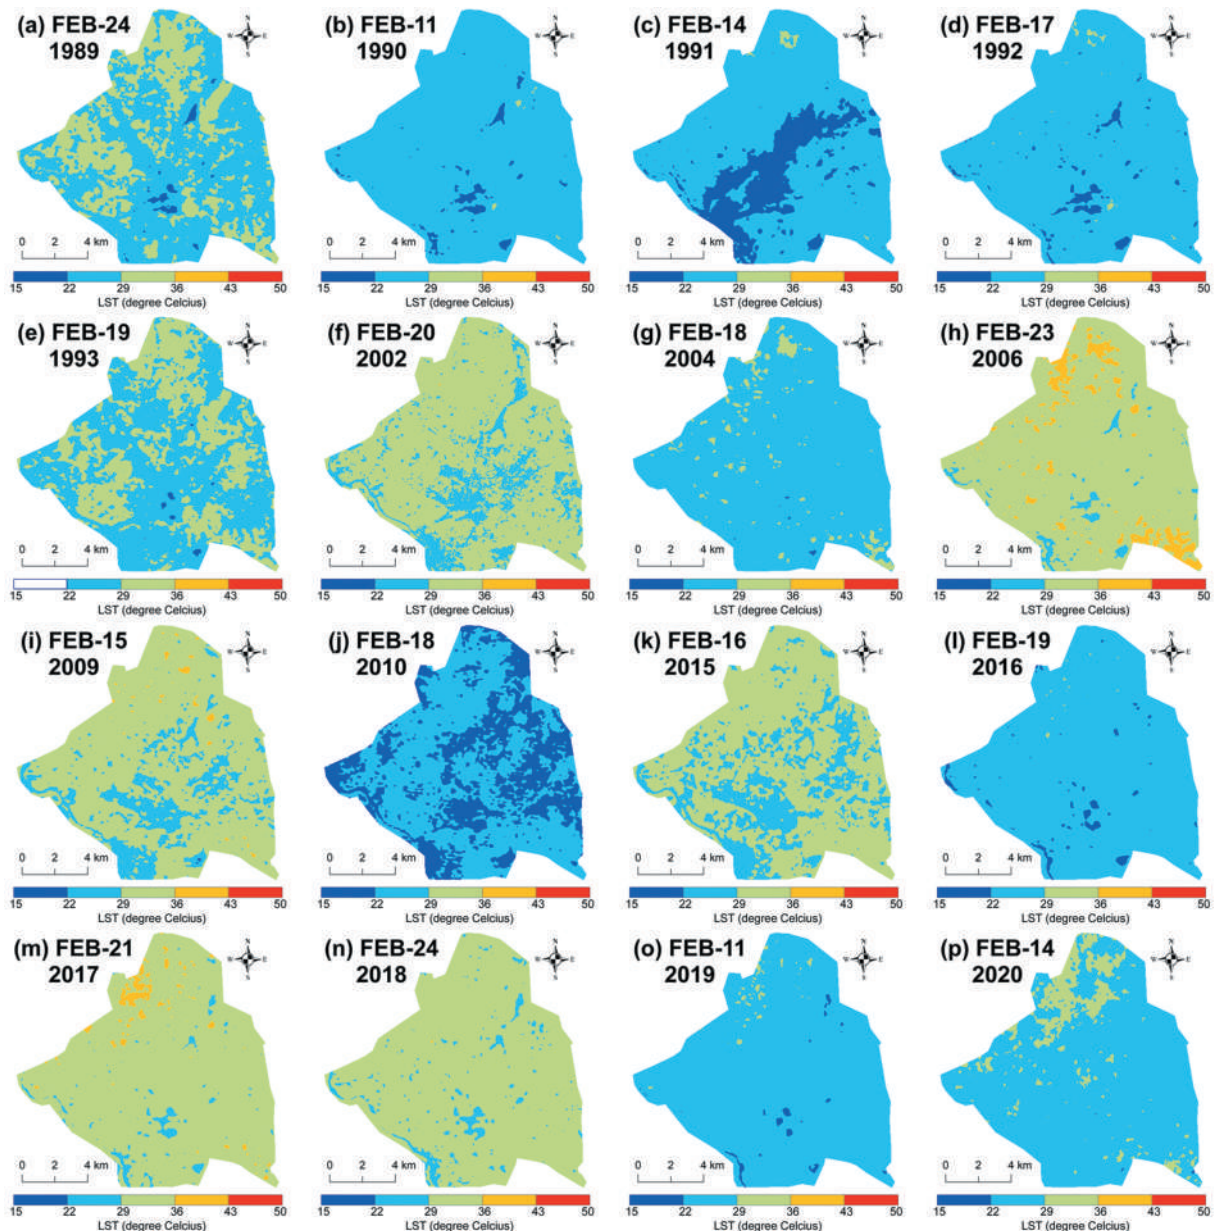 (a) FEB-24
1989
N
W E
S
0 2 4 km
15 22 29 36 43 50
LST (degree Celcius)
(b) FEB-11
1990
N
W E
S
0 2 4 km
15 22 29 36 43 50
LST (degree Celcius)
(c) FEB-14
1991
N
W E
S
0 2 4 km
15 22 29 36 43 50
LST (degree Celcius)
(d) FEB-17
1992
N
W E
S
0 2 4 km
15 22 29 36 43 50
LST (degree Celcius)
(e) FEB-19
1993
N
W E
S
0 2 4 km
15 22 29 36 43 50
LST (degree Celcius)
(f) FEB-20
2002
N
W E
S
0 2 4 km
15 22 29 36 43 50
LST (degree Celcius)
(g) FEB-18
2004
N
W E
S
0 2 4 km
15 22 29 36 43 50
LST (degree Celcius)
(h) FEB-23
2006
N
W E
S
0 2 4 km
15 22 29 36 43 50
LST (degree Celcius)
(i) FEB-15
2009
N
W E
S
0 2 4 km
15 22 29 36 43 50
LST (degree Celcius)
(j) FEB-18
2010
N
W E
S
0 2 4 km
15 22 29 36 43 50
LST (degree Celcius)
(k) FEB-16
2015
N
W E
S
0 2 4 km
15 22 29 36 43 50
LST (degree Celcius)
(l) FEB-19
2016
N
W E
S
0 2 4 km
15 22 29 36 43 50
LST (degree Celcius)
(m) FEB-21
2017
N
W E
S
0 2 4 km
15 22 29 36 43 50
LST (degree Celcius)
(n) FEB-24
2018
N
W E
S
0 2 4 km
15 22 29 36 43 50
LST (degree Celcius)
(o) FEB-11
2019
N
W E
S
0 2 4 km
15 22 29 36 43 50
LST (degree Celcius)
(p) FEB-14
2020
N
W E
S
0 2 4 km
15 22 29 36 43 50
LST (degree Celcius)